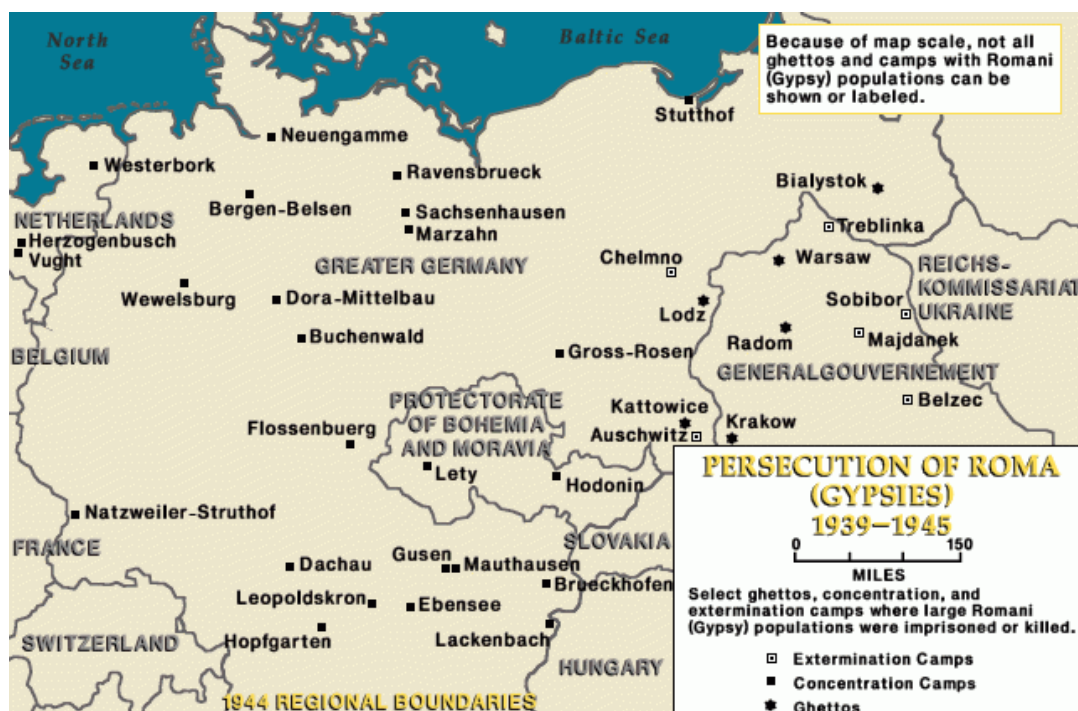 North
Sea
Baltic Sea
Because of map scale, not all
ghettos and camps with Romani
(Gypsy) populations can be
shown or labeled.
Stutthof
Neuengamme
Westerbork
Ravensbrueck
Bialystok
Bergen-Belsen
Sachsenhausen
NETHERLANDS
Treblinka
Marzahn
Herzogenbusch
Vught
Chelmno
Warsaw
GREATER GERMANY
REICHS-
KOMMISSARIAT
UKRAINE
Wewelsburg
Dora-Mittelbau
Sobibor
Lodz
Buchenwald
Radom
Majdanek
BELGIUM
Gross-Rosen
GENERALGOUVERNEMENT
PROTECTORATE
OF BOHEMIA
AND MORAVIA
Belzec
Kattowice
Krakow
Flossenbuerg
Auschwitz
Lety
Hodonin
PERSECUTION OF ROMA
(GYPSIES)
1939–1945
Natzweiler-Struthof
FRANCE
SLOVAKIA
0 150
MILES
Gusen
Mauthausen
Dachau
Brueckhofen
Select ghettos, concentration, and
extermination camps where large Romani
(Gypsy) populations were imprisoned or killed.
Leopoldskron
Ebensee
SWITZERLAND
Hopfgarten
Lackenbach
HUNGARY
Extermination Camps
Concentration Camps
Ghettos
1944 REGIONAL BOUNDARIES